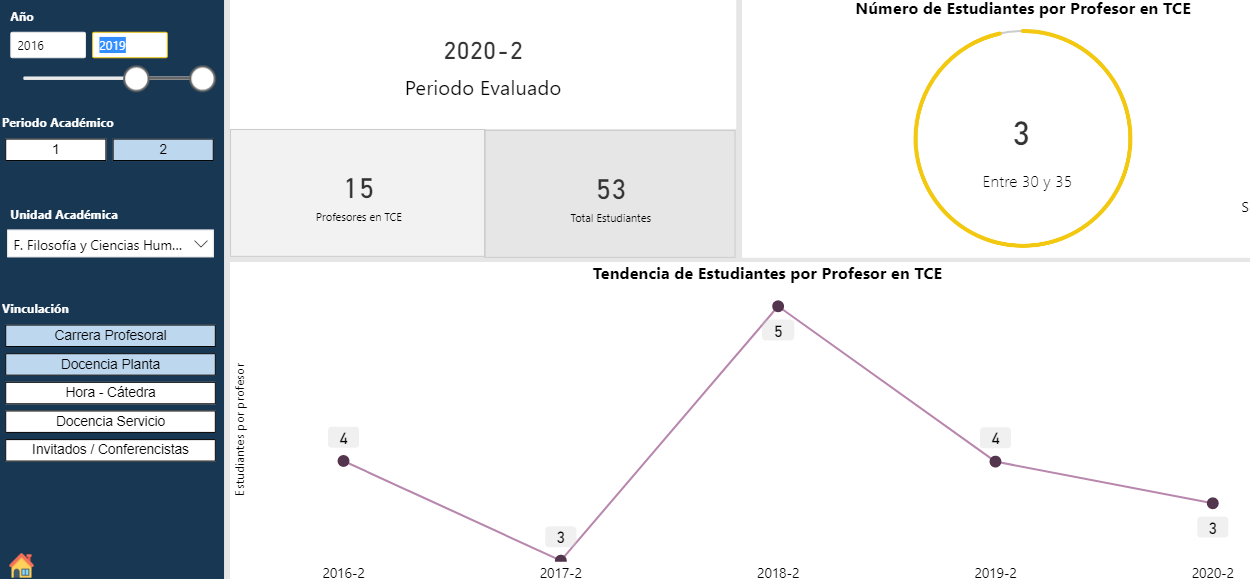 Año
2016
2019
Periodo Académico
1
2
Unidad Académica
F. Filosofía y Ciencias Hum...
Vinculación
Carrera Profesoral
Docencia Planta
Hora - Cátedra
Docencia Servicio
Invitados / Conferencistas
2020-2
Periodo Evaluado
15
Profesores en TCE
53
Total Estudiantes
Número de Estudiantes por Profesor en TCE
3
Entre 30 y 35
S
Tendencia de Estudiantes por Profesor en TCE
Estudiantes por profesor
4
3
5
4
3
2016-2
2017-2
2018-2
2019-2
2020-2